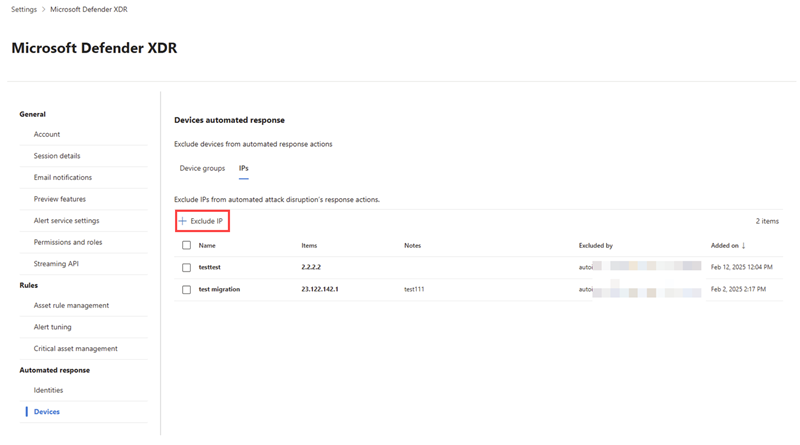 Settings > Microsoft Defender XDR
Microsoft Defender XDR
General
Account
Session details
Email notifications
Preview features
Alert service settings
Permissions and roles
Streaming API
Rules
Asset rule management
Alert tuning
Critical asset management
Automated response
Identities
Devices
Devices automated response
Exclude devices from automated response actions
Device groups IPs
Exclude IPs from automated attack disruption's response actions.
+ Exclude IP 2 items
Name Items Notes Excluded by Added on ↓
testtest 2.2.2.2 autoi Feb 12, 2025 12:04 PM
test migration 23.122.142.1 test111 autoi Feb 2, 2025 2:17 PM